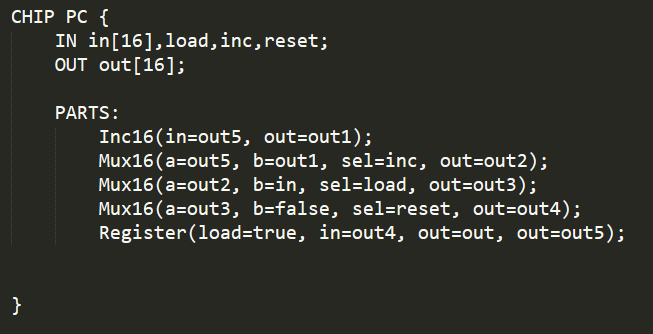 CHIP PC {
IN in[16],load,inc,reset;
OUT out[16];
PARTS:
Inc16(in=out5, out=out1);
Mux16(a=out5, b=out1, sel=inc, out=out2);
Mux16(a=out2, b=in, sel=load, out=out3);
Mux16(a=out3, b=false, sel=reset, out=out4);
Register(load=true, in=out4, out=out, out=out5);
}